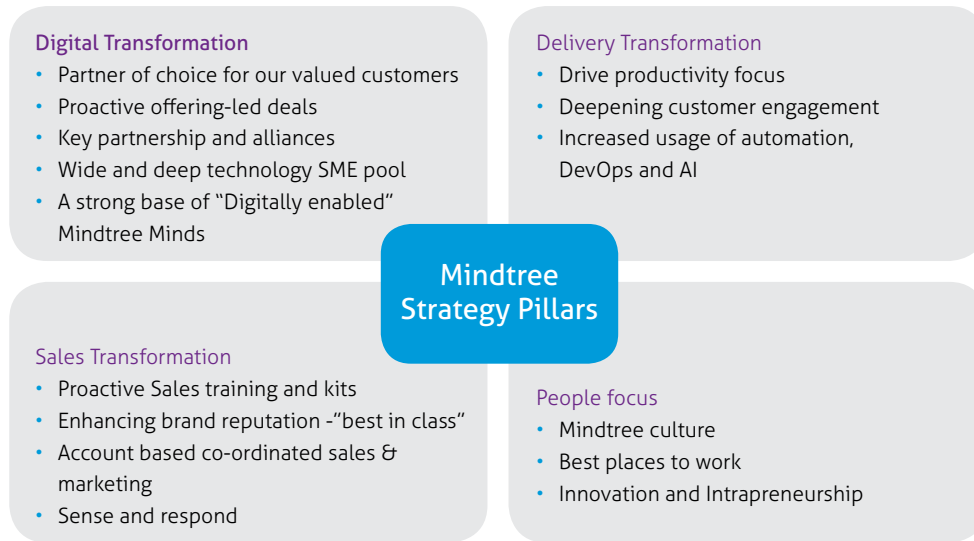 Digital Transformation
• Partner of choice for our valued customers
• Proactive offering-led deals
• Key partnership and alliances
• Wide and deep technology SME pool
• A strong base of “Digitally enabled”
Mindtree Minds
Delivery Transformation
• Drive productivity focus
• Deepening customer engagement
• Increased usage of automation,
DevOps and AI
Mindtree
Strategy Pillars
Sales Transformation
• Proactive Sales training and kits
• Enhancing brand reputation -”best in class”
• Account based co-ordinated sales &
marketing
• Sense and respond
People focus
• Mindtree culture
• Best places to work
• Innovation and Intrapreneurship